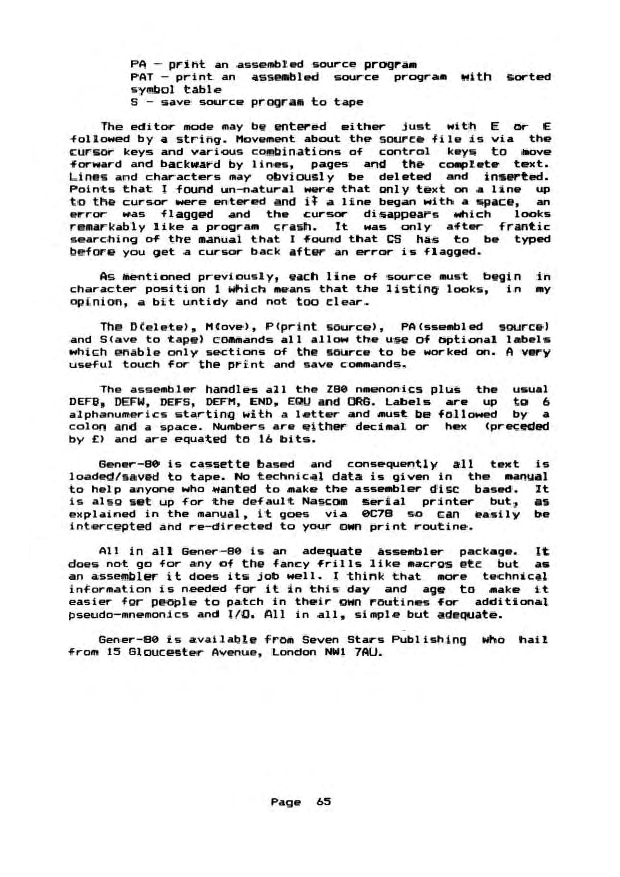 PA - print an assembled source program
PAT - print an assembled source program with sorted
symbol table
S - save source program to tape
The editor mode may be entered either just with E or E
followed by a string. Movement about the source file is via the
cursor keys and various combinations of control keys to move
forward and backward by lines, pages and the complete text.
Lines and characters may obviously be deleted and inserted.
Points that I found un-natural were that only text on a line up
to the cursor were entered and if a line began with a space, an
error was flagged and the cursor disappears which looks
remarkably like a program crash. It was only after frantic
searching of the manual that I found that CS has to be typed
before you get a cursor back after an error is flagged.
As mentioned previously, each line of source must begin in
character position 1 which means that the listing looks, in my
opinion, a bit untidy and not too clear.
The D(elete), M(ove), P(print source), PA(ssembled source)
and S(ave to tape) commands all allow the use of optional labels
which enable only sections of the source to be worked on. A very
useful touch for the print and save commands.
The assembler handles all the Z80 nmenonics plus the usual
DEFB, DEFW, DEFS, DEFM, END, EQU and ORG. Labels are up to 6
alphanumerics starting with a letter and must be followed by a
colon and a space. Numbers are either decimal or hex (preceded
by £) and are equated to 16 bits.
Gener-80 is cassette based and consequently all text is
loaded/saved to tape. No technical data is given in the manual
to help anyone who wanted to make the assembler disc based. It
is also set up for the default Nascom serial printer but, as
explained in the manual, it goes via 0C78 so can easily be
intercepted and re-directed to your own print routine.
All in all Gener-80 is an adequate assembler package. It
does not go for any of the fancy frills like macros etc but as
an assembler it does its job well. I think that more technical
information is needed for it in this day and age to make it
easier for people to patch in their own routines for additional
pseudo-mnemonics and I/O. All in all, simple but adequate.
Gener-80 is available from Seven Stars Publishing who hail
from 15 Gloucester Avenue, London NW1 7AU.
Page 65